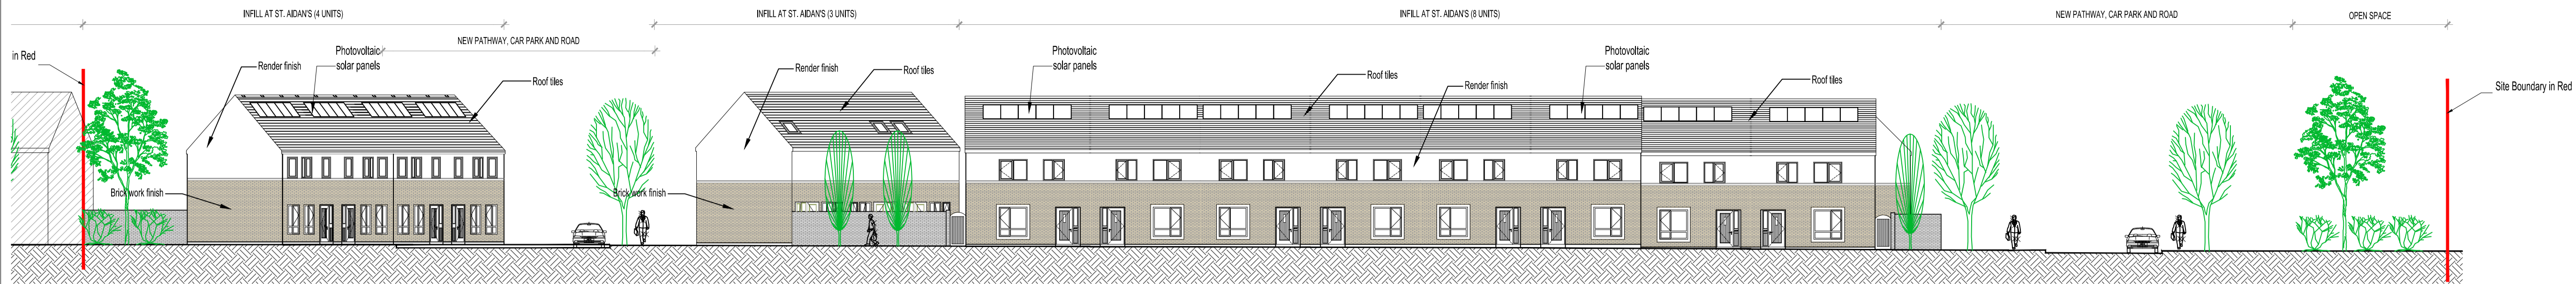 INFILL AT ST. AIDAN'S (4 UNITS)
INFILL AT ST. AIDAN'S (3 UNITS)
INFILL AT ST. AIDAN'S (8 UNITS)
NEW PATHWAY, CAR PARK AND ROAD
OPEN SPACE
NEW PATHWAY, CAR PARK AND ROAD
in Red
Render finish
Photovoltaic
solar panels
Roof tiles
Brick work finish
Render finish
Roof tiles
Brick work finish
Photovoltaic
solar panels
Roof tiles
Render finish
Photovoltaic
solar panels
Roof tiles
Site Boundary in Red